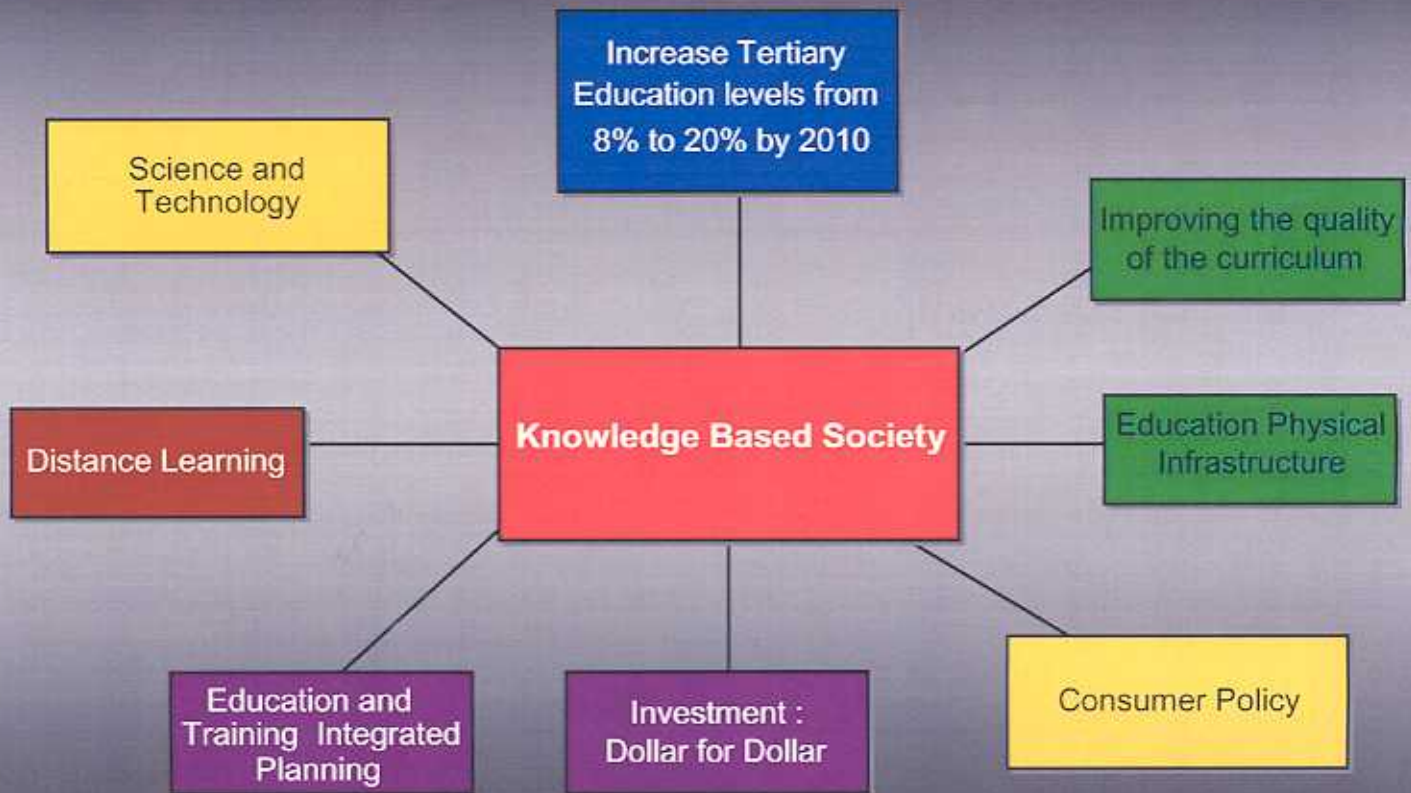 Increase Tertiary
Education levels from
8% to 20% by 2010
Science and
Technology
Improving the quality
of the curriculum
Knowledge Based Society
Distance Learning
Education Physical
Infrastructure
Education and
Training Integrated
Planning
Investment :
Dollar for Dollar
Consumer Policy